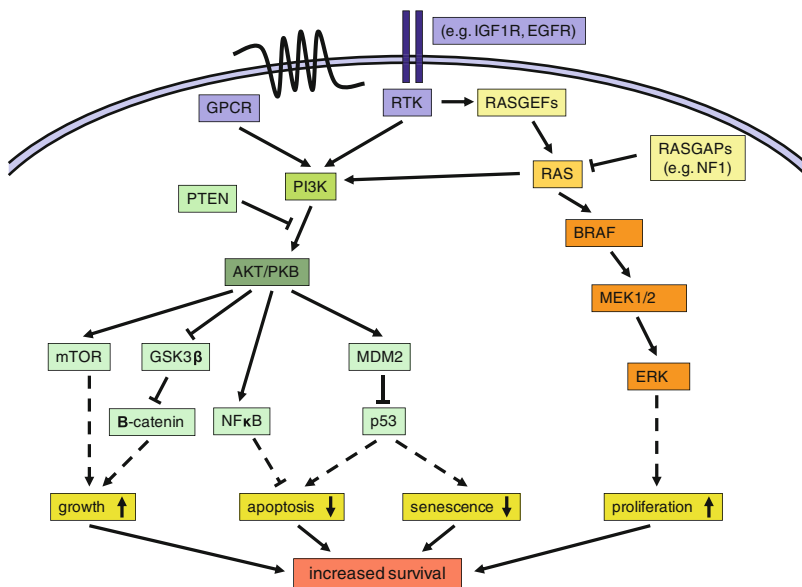 (e.g. IGF1R, EGFR)
GPCR
RTK
RASGEFs
RASGAPs
(e.g. NF1)
RAS
PI3K
PTEN
BRAF
AKT/PKB
MEK1/2
mTOR
GSK3β
MDM2
ERK
B-catenin
NFκB
p53
growth
apoptosis
senescence
proliferation
increased survival